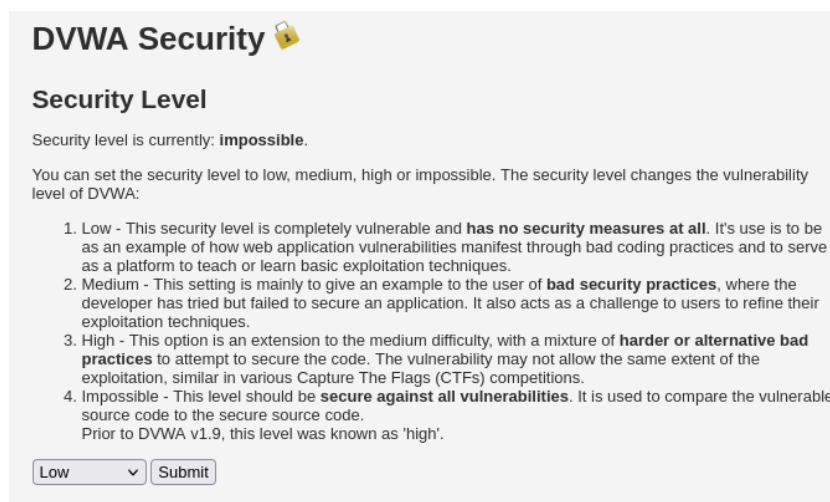 DVWA Security
Security Level
Security level is currently: impossible.
You can set the security level to low, medium, high or impossible. The security level changes the vulnerability
level of DVWA:
1. Low - This security level is completely vulnerable and has no security measures at all. It's use is to be
as an example of how web application vulnerabilities manifest through bad coding practices and to serve
as a platform to teach or learn basic exploitation techniques.
2. Medium - This setting is mainly to give an example to the user of bad security practices, where the
developer has tried but failed to secure an application. It also acts as a challenge to users to refine their
exploitation techniques.
3. High - This option is an extension to the medium difficulty, with a mixture of harder or alternative bad
practices to attempt to secure the code. The vulnerability may not allow the same extent of the
exploitation, similar in various Capture The Flags (CTFs) competitions.
4. Impossible - This level should be secure against all vulnerabilities. It is used to compare the vulnerable
source code to the secure source code.
Prior to DVWA v1.9, this level was known as 'high'.
Low Submit